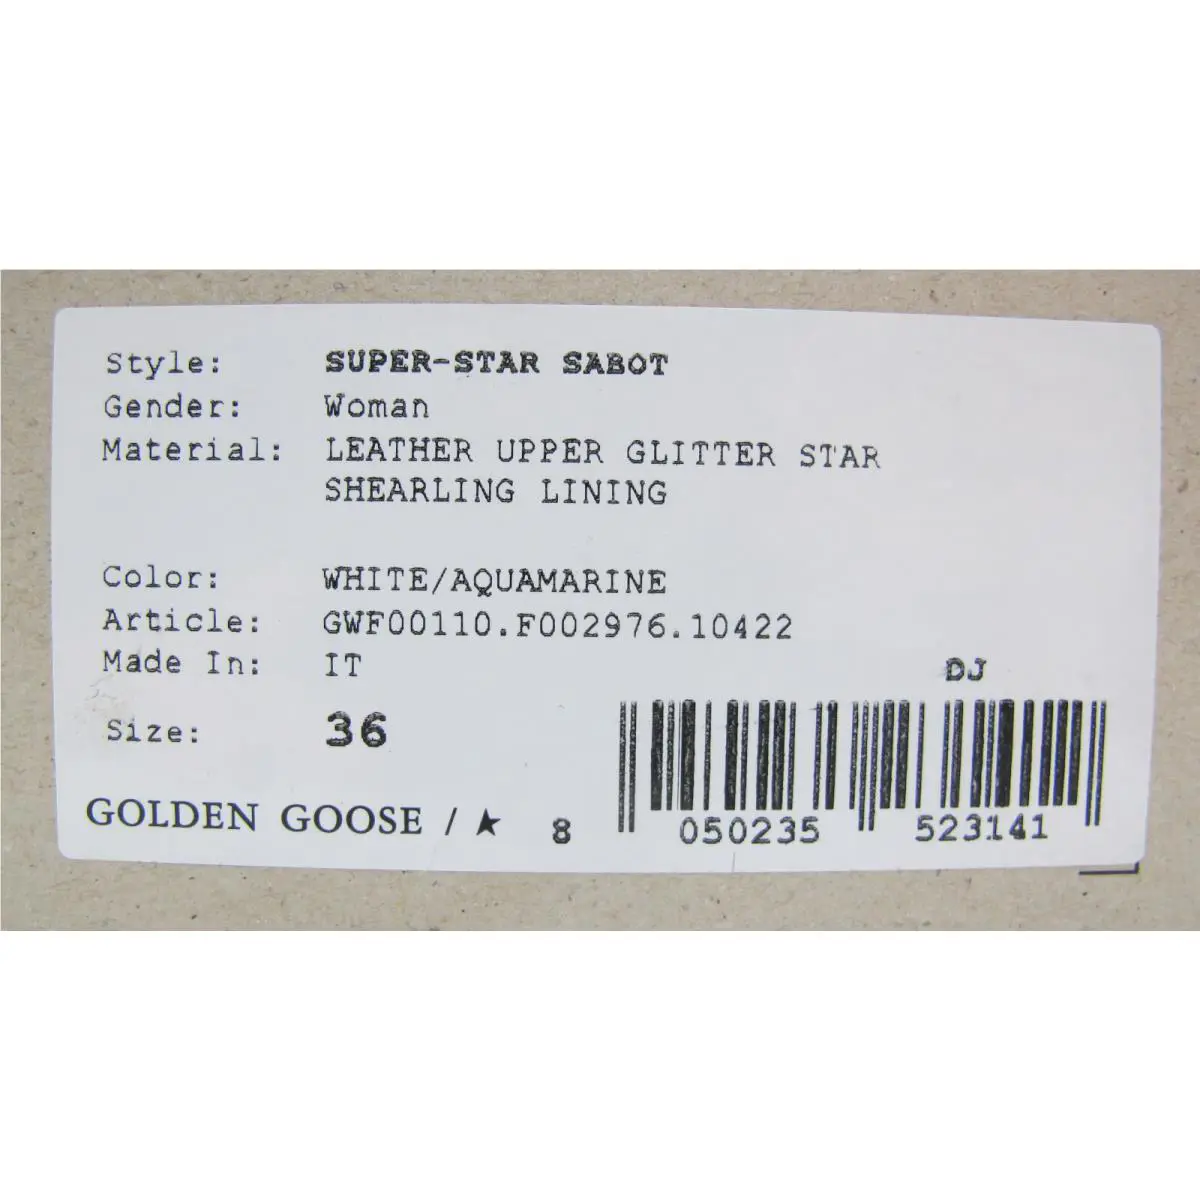 Style: SUPER-STAR SABOT
Gender: Woman
Material: LEATHER UPPER GLITTER STAR
SHEARLING LINING
Color: WHITE/AQUAMARINE
Article: GWF00110.F002976.10422
Made In: IT
DJ
Size: 36
GOLDEN GOOSE / ★
8 050235 523141